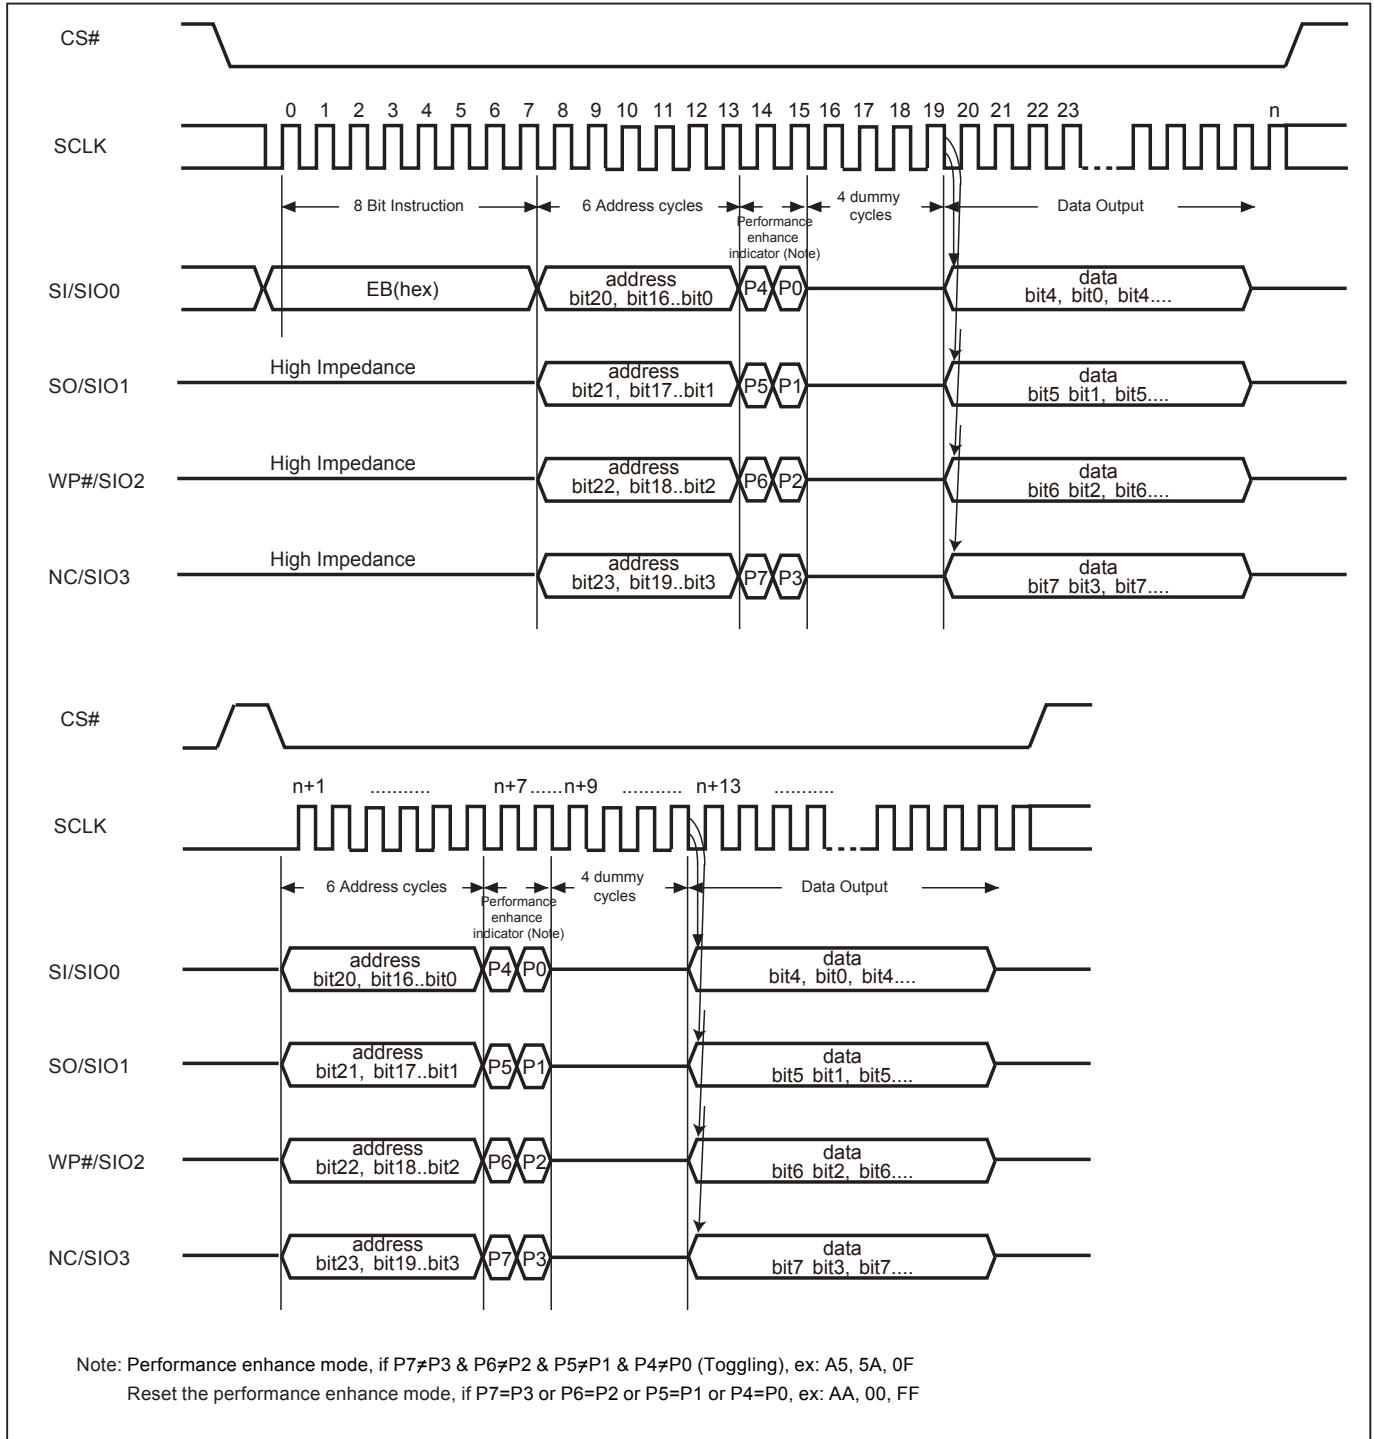 CS#
0 1 2 3 4 5 6 7 8 9 10 11 12 13 14 15 16 17 18 19 20 21 22 23 n
SCLK
8 Bit Instruction 6 Address cycles 4 dummy cycles Data Output
Performance enhance indicator (Note)
SI/SIO0 EB(hex) address bit20, bit16..bit0 P4 P0 data bit4, bit0, bit4....
SO/SIO1 High Impedance address bit21, bit17..bit1 P5 P1 data bit5 bit1, bit5....
WP#/SIO2 High Impedance address bit22, bit18..bit2 P6 P2 data bit6 bit2, bit6....
NC/SIO3 High Impedance address bit23, bit19..bit3 P7 P3 data bit7 bit3, bit7....
CS#
n+1 ........... n+7 ......n+9 ........... n+13 ...........
SCLK
6 Address cycles 4 dummy cycles Data Output
Performance enhance indicator (Note)
SI/SIO0 address bit20, bit16..bit0 P4 P0 data bit4, bit0, bit4....
SO/SIO1 address bit21, bit17..bit1 P5 P1 data bit5 bit1, bit5....
WP#/SIO2 address bit22, bit18..bit2 P6 P2 data bit6 bit2, bit6....
NC/SIO3 address bit23, bit19..bit3 P7 P3 data bit7 bit3, bit7....
Note: Performance enhance mode, if P7≠P3 & P6≠P2 & P5≠P1 & P4≠P0 (Toggling), ex: A5, 5A, 0F
Reset the performance enhance mode, if P7=P3 or P6=P2 or P5=P1 or P4=P0, ex: AA, 00, FF